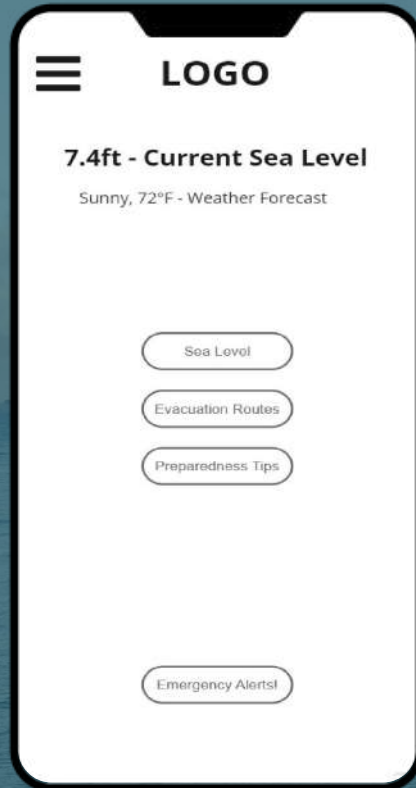 LOGO
7.4ft - Current Sea Level
Sunny, 72°F - Weather Forecast
Sea Level
Evacuation Routes
Preparedness Tips
Emergency Alerts!